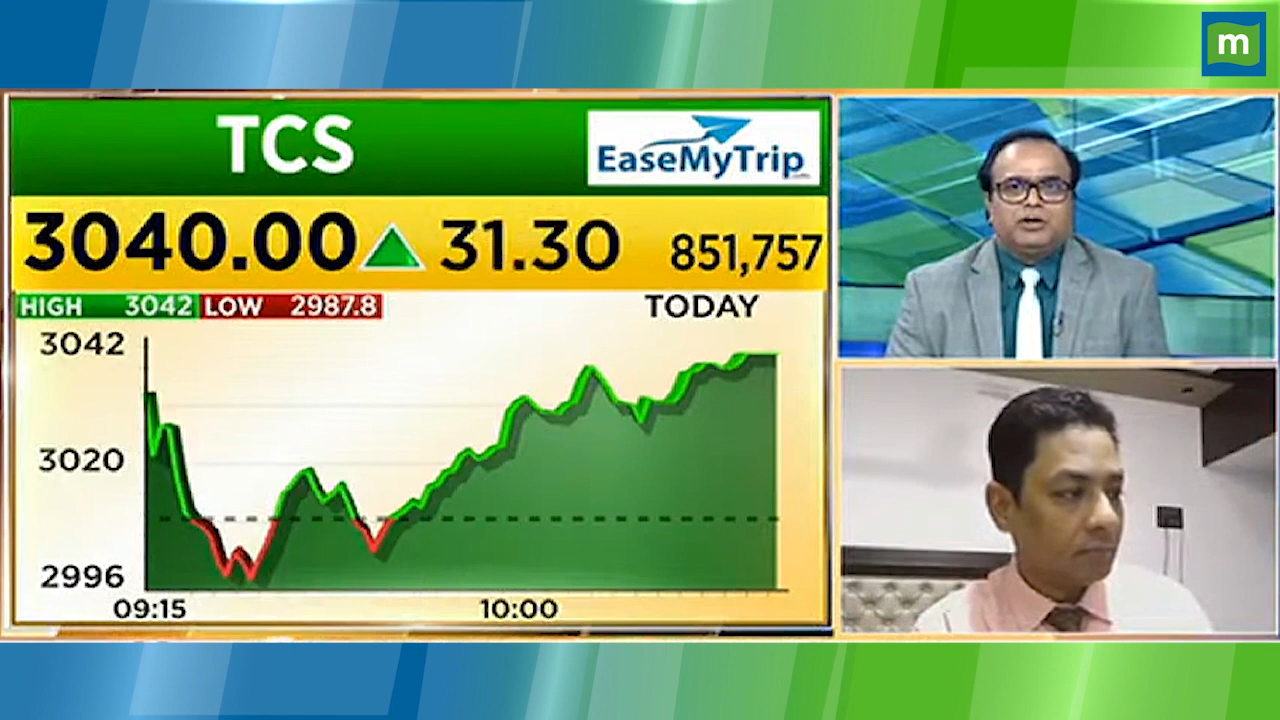 m
TCS
EaseMyTrip
3040.00 31.30 851,757
HIGH 3042 LOW 2987.8 TODAY
3042
3020
2996
09:15 10:00